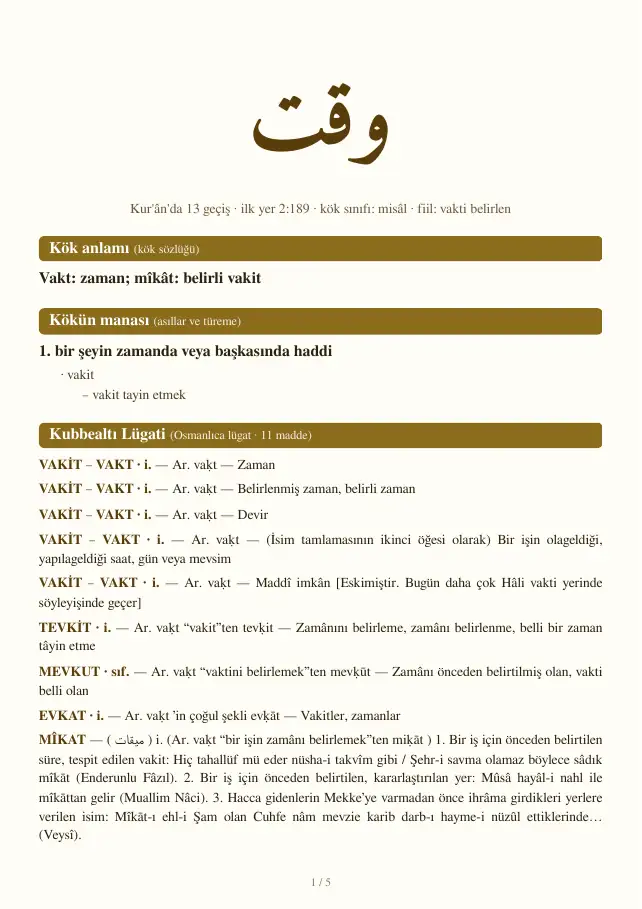 وقت
Kur'ân'da 13 geçiş · ilk yer 2:189 · kök sınıfı: misâl · fiil: vakti belirlen
Kök anlamı (kök sözlüğü)
Vakt: zaman; mîkât: belirli vakit
Kökün manası (asıllar ve türeme)
1. bir şeyin zamanda veya başkasında haddi
· vakit
– vakit tayin etmek
Kubbealtı Lügati (Osmanlıca lügat · 11 madde)
VAKİT – VAKT · i. — Ar. vaḳt — Zaman
VAKİT – VAKT · i. — Ar. vaḳt — Belirlenmiş zaman, belirli zaman
VAKİT – VAKT · i. — Ar. vaḳt — Devir
VAKİT – VAKT · i. — Ar. vaḳt — (İsim tamlamasının ikinci öğesi olarak) Bir işin olageldiği,
yapılageldiği saat, gün veya mevsim
VAKİT – VAKT · i. — Ar. vaḳt — Maddî imkân [Eskimiştir. Bugün daha çok Hâli vakti yerinde
söyleyişinde geçer]
TEVKİT · i. — Ar. vaḳt “vakit”ten tevḳit — Zamânını belirleme, zamânı belirlenme, belli bir zaman
tâyin etme
MEVKUT · sıf. — Ar. vaḳt “vaktini belirlemek”ten mevḳūt — Zamânı önceden belirtilmiş olan, vakti
belli olan
EVKAT · i. — Ar. vaḳt ’in çoğul şekli evḳāt — Vakitler, zamanlar
MÎKAT — ( ميقات ) i. (Ar. vaḳt “bir işin zamânı belirlemek”ten miḳāt ) 1. Bir iş için önceden belirtilen
süre, tespit edilen vakit: Hiç tahallüf mü eder nüsha-i takvîm gibi / Şehr-i savma olamaz böylece sâdık
mîkāt (Enderunlu Fâzıl). 2. Bir iş için önceden belirtilen, kararlaştırılan yer: Mûsâ hayâl-i nahl ile
mîkāttan gelir (Muallim Nâci). 3. Hacca gidenlerin Mekke’ye varmadan önce ihrâma girdikleri yerlere
verilen isim: Mîkāt-ı ehl-i Şam olan Cuhfe nâm mevzie karib darb-ı hayme-i nüzûl ettiklerinde…
(Veysî).
1 / 5